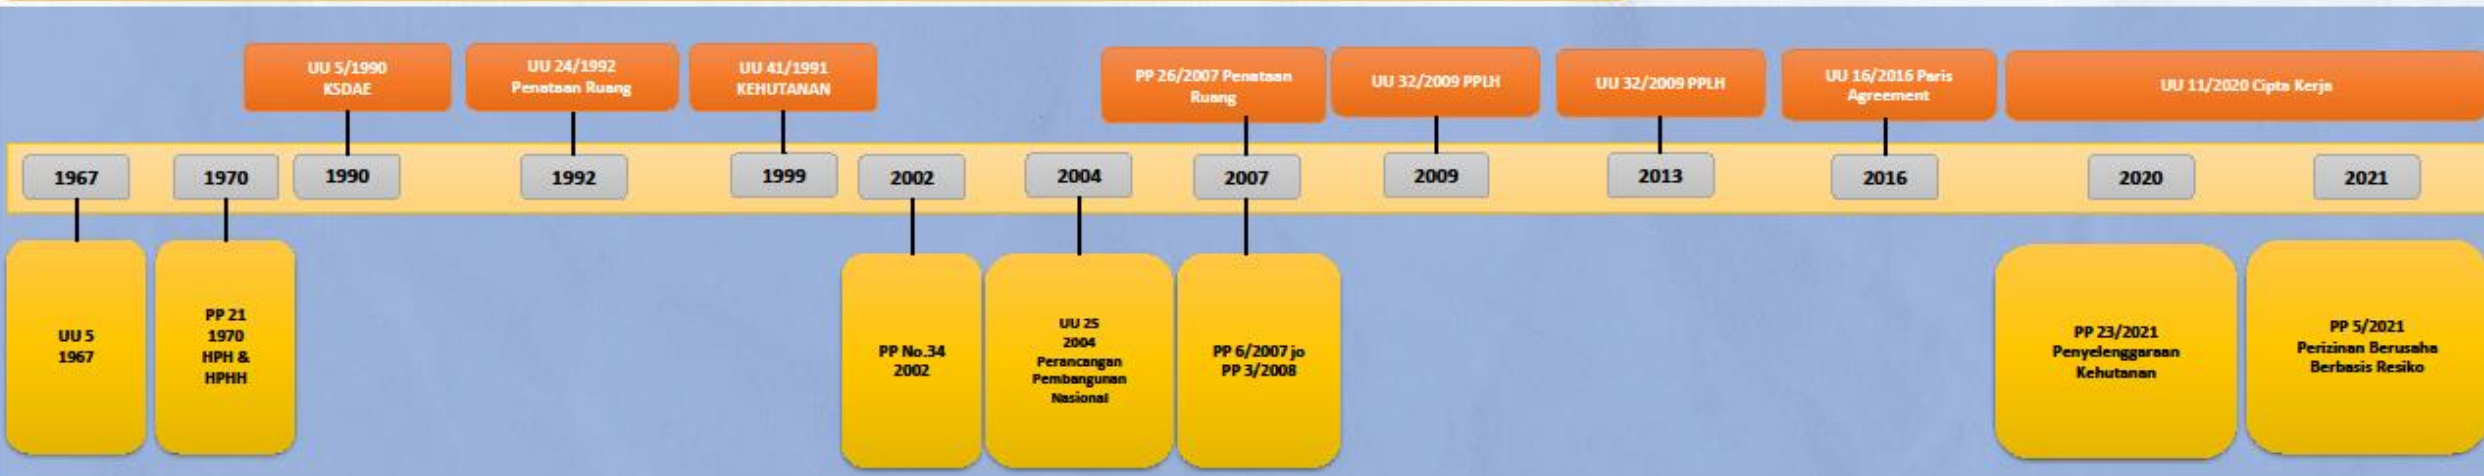 UU 5/1990
KSDAE
UU 24/1992
Penataan Ruang
UU 41/1991
KEHUTANAN
PP 26/2007 Penataan
Ruang
UU 32/2009 PPLH
UU 32/2009 PPLH
UU 16/2016 Paris
Agreement
UU 11/2020 Cipta Kerja
1967
1970
1990
1992
1999
2002
2004
2007
2009
2013
2016
2020
2021
UU 5
1967
PP 21
1970
HPH &
HPHH
PP No.34
2002
UU 25
2004
Perancangan
Pembangunan
Nasional
PP 6/2007 jo
PP 3/2008
PP 23/2021
Penyelenggaraan
Kehutanan
PP 5/2021
Perizinan Berusaha
Berbasis Resiko